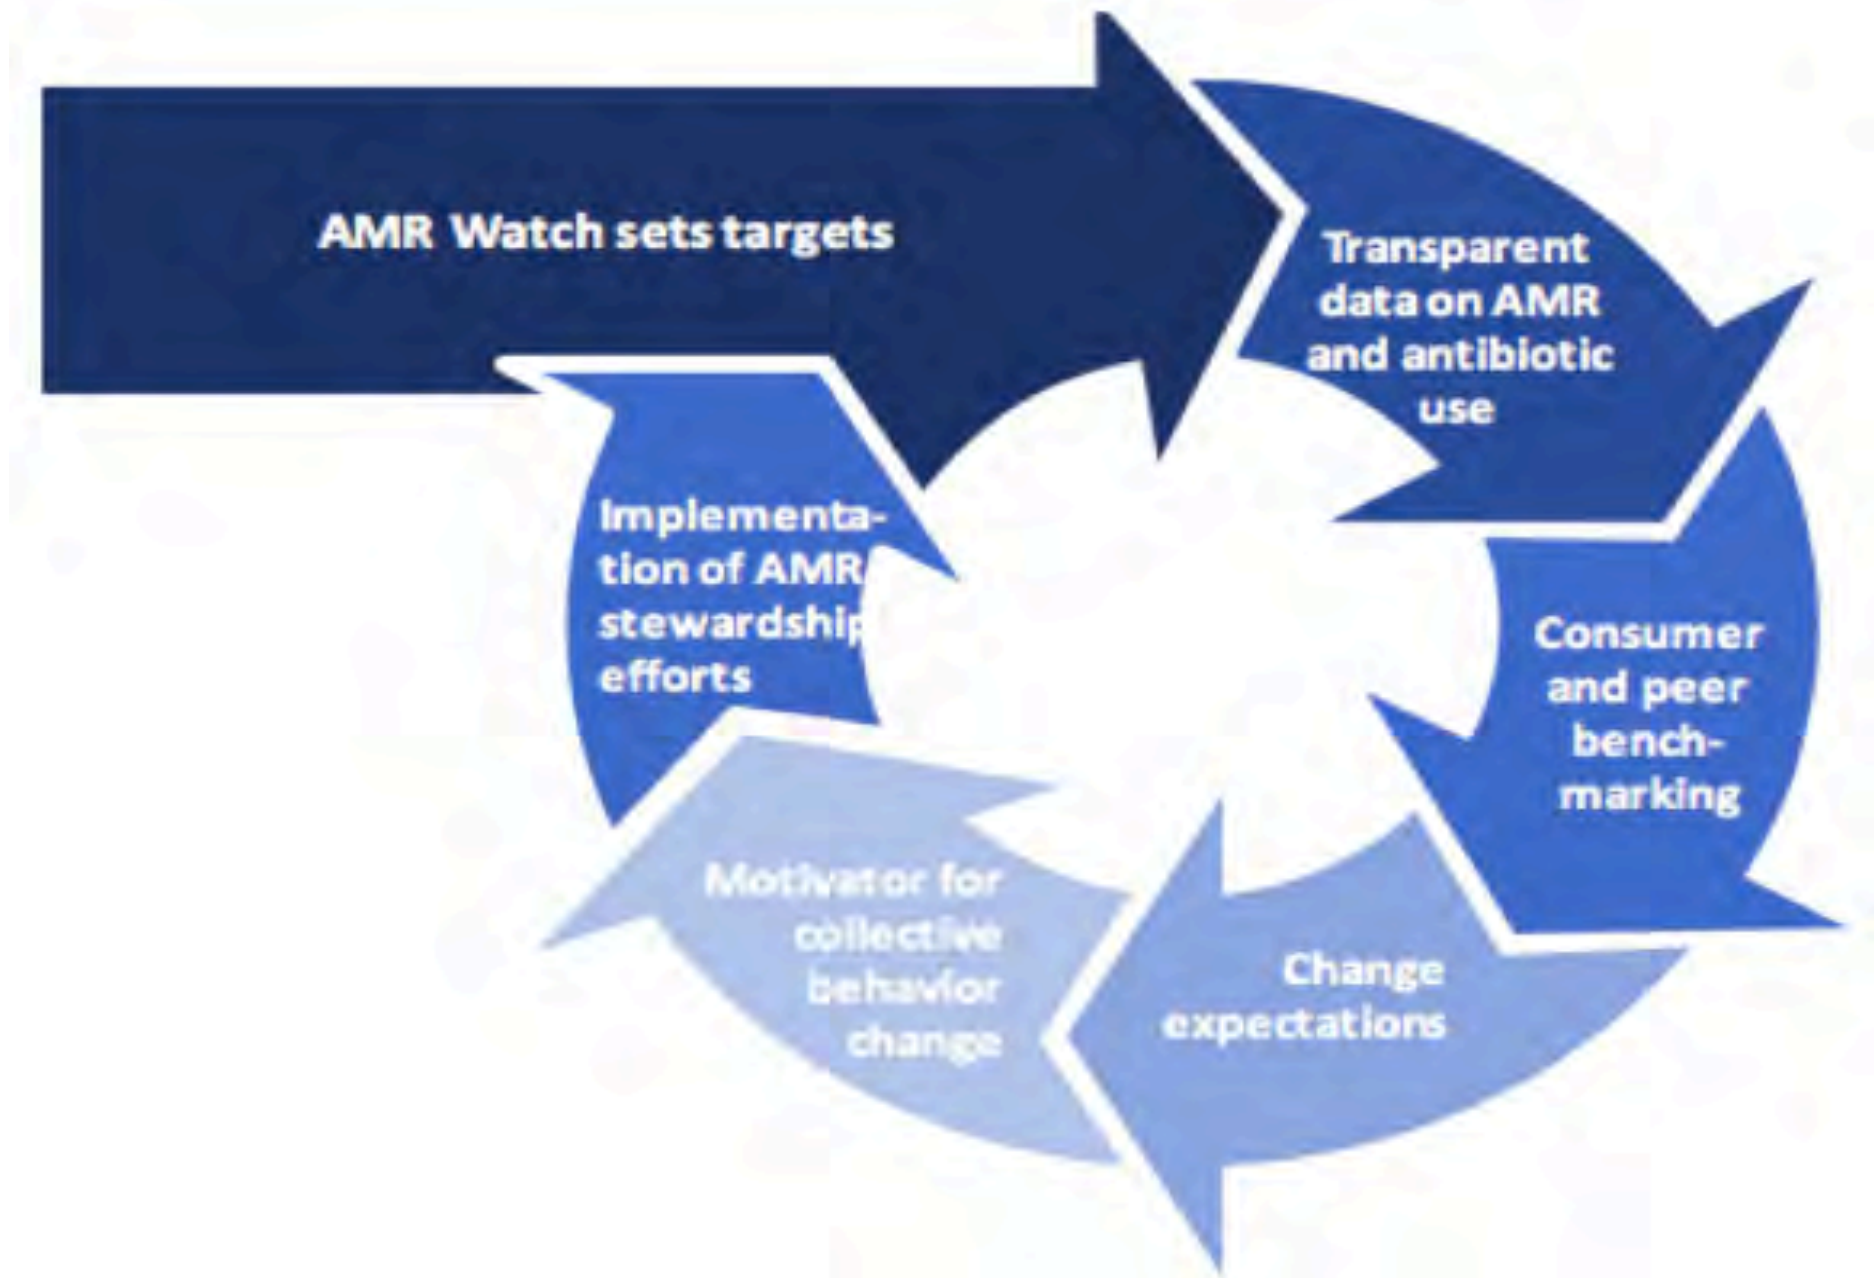 AMR Watch sets targets
Transparent
data on AMR
and antibiotic
use
Consumer
and peer
bench-
marking
Change
expectations
Motivator for
collective
behavior
change
Implementa-
tion of AMR
stewardship
efforts